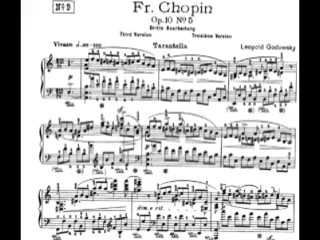 Nº 9
Fr. Chopin
Op. 10 Nº 5
Dritte Bearbeitung
Third Version Troisième Version
Vivace
Tarantella
Leopold Godowsky
dim e rit.